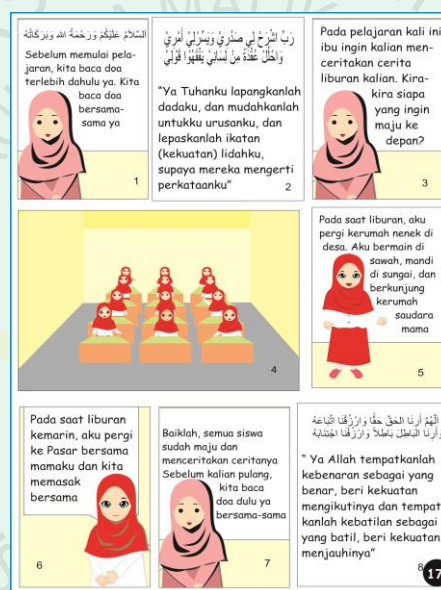 السَّلاَمُ عَلَيْكُمْ وَرَحْمَةُ اللهِ وَبَرَكَاتُهُ
Sebelum memulai pela-
jaran, kita baca doa
terlebih dahulu ya. Kita
baca doa
bersama-
sama ya
1
رَبِّ اشْرَحْ لِي صَدْرِيْ وَيَسِّرْلِيْ أَمْرِيْ
وَاحْلُلْ عُقْدَةً مِنْ لِسَانِيْ يَفْقَهُوْا قَوْلِيْ
“Ya Tuhanku lapangkanlah
dadaku, dan mudahkanlah
untukku urusanku, dan
lepaskanlah ikatan
(kekuatan) lidahku,
supaya mereka mengerti
perkataanku”
2
Pada pelajaran kali ini
ibu ingin kalian men-
ceritakan cerita
liburan kalian. Kira-
kira siapa
yang ingin
maju ke
depan?
3
4
Pada saat liburan, aku
pergi kerumah nenek di
desa. Aku bermain di
sawah, mandi
di sungai, dan
berkunjung
kerumah
saudara
mama
5
Pada saat liburan
kemarin, aku pergi
ke Pasar bersama
mamaku dan kita
memasak
bersama
6
Baiklah, semua siswa
sudah maju dan
menceritakan ceritanya
Sebelum kalian pulang,
kita baca
doa dulu ya
bersama-sama
7
اَللّٰهُمَّ أَرِنَا الحَقَّ حَقًّا وَارْزُقْنَا اتِّبَاعَهُ
وَأَرِنَا البَاطِلَ بَاطِلاً وَارْزُقْنَا اجْتِنَابَهُ
“ Ya Allah tempatkanlah
kebenaran sebagai yang
benar, beri kekuatan
mengikutinya dan tempat
kanlah kebatilan sebagai
yang batil, beri kekuatan
menjauhinya”
8
17